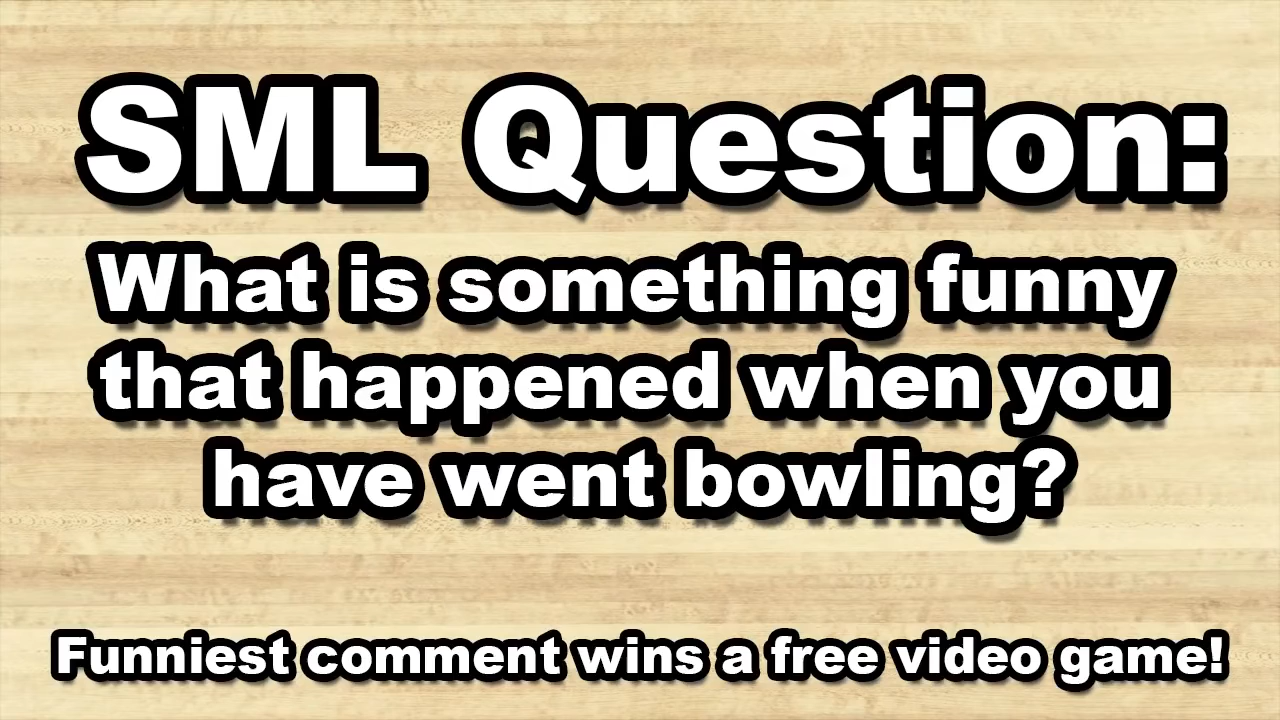 SML Question:
What is something funny
that happened when you
have went bowling?
Funniest comment wins a free video game!